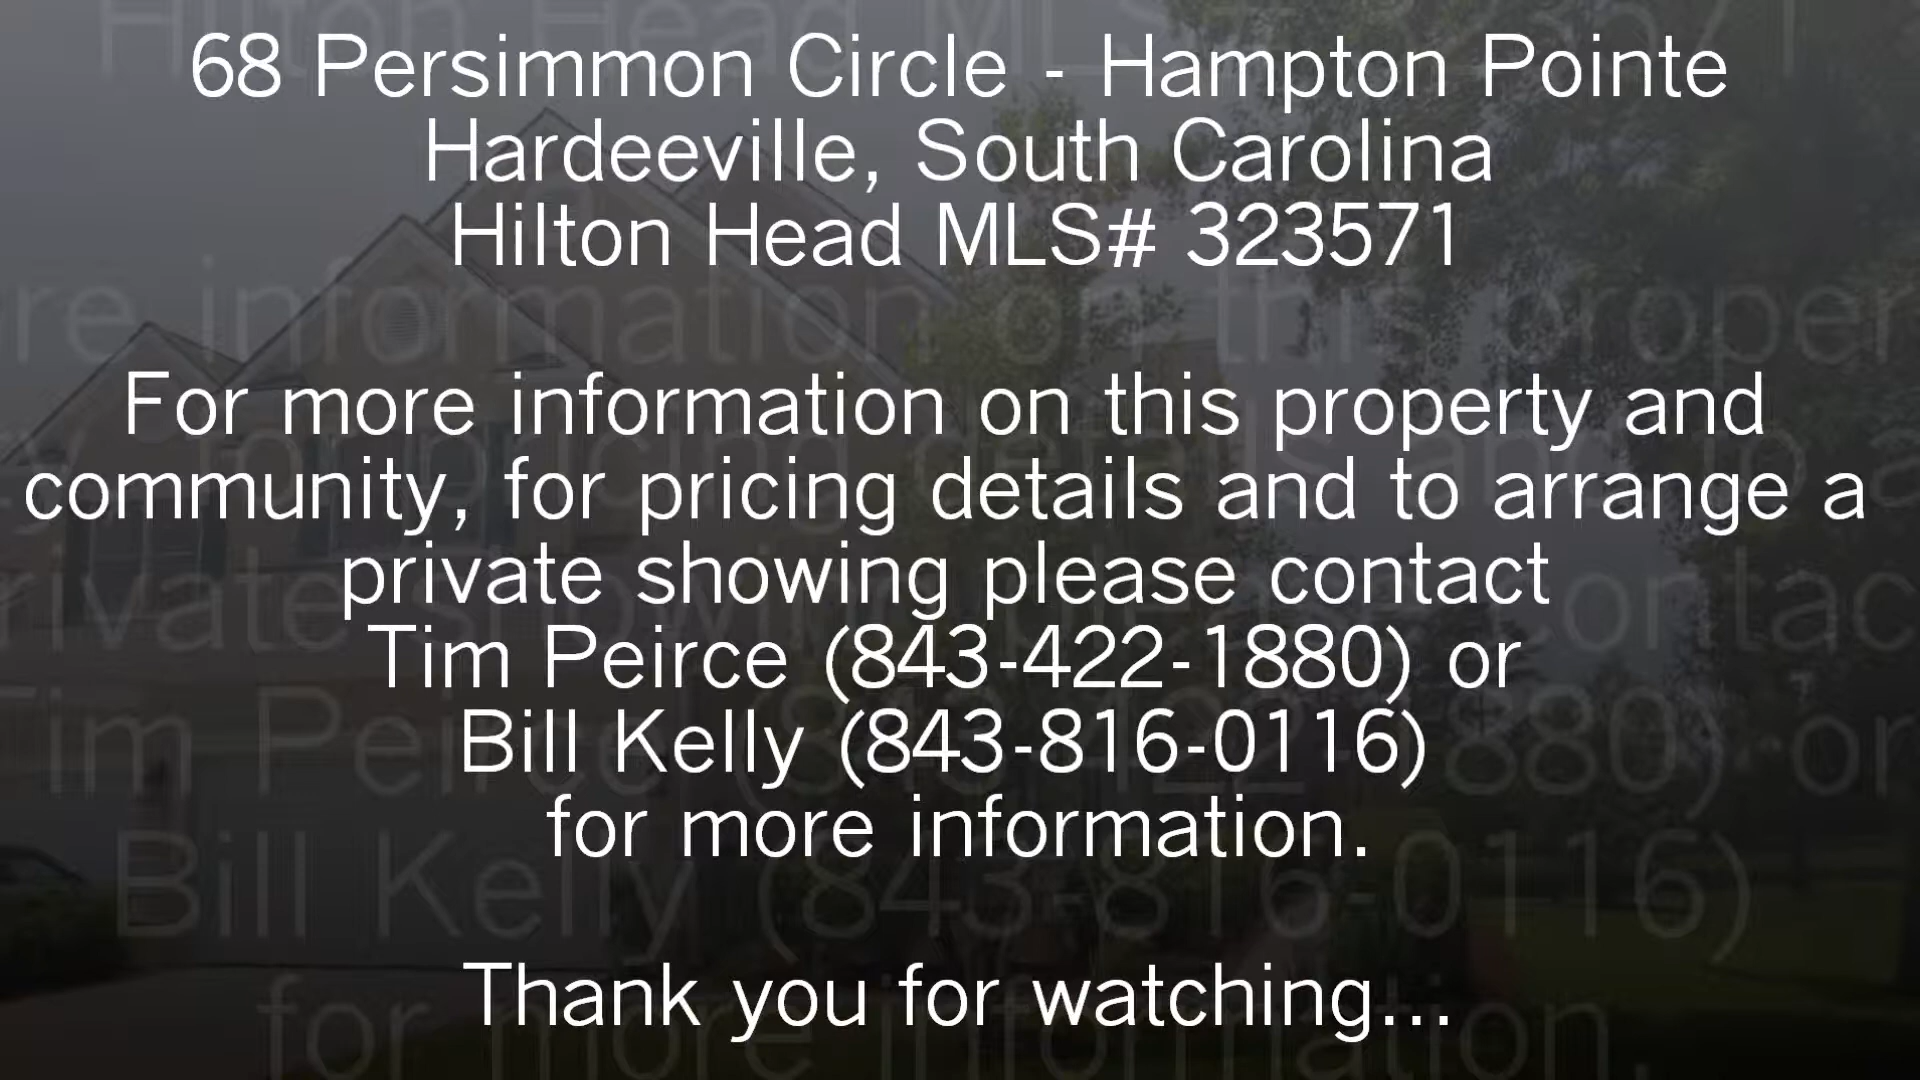 68 Persimmon Circle - Hampton Pointe
Hardeeville, South Carolina
Hilton Head MLS# 323571
For more information on this property and
community, for pricing details and to arrange a
private showing please contact
Tim Peirce (843-422-1880) or
Bill Kelly (843-816-0116)
for more information.
Thank you for watching...